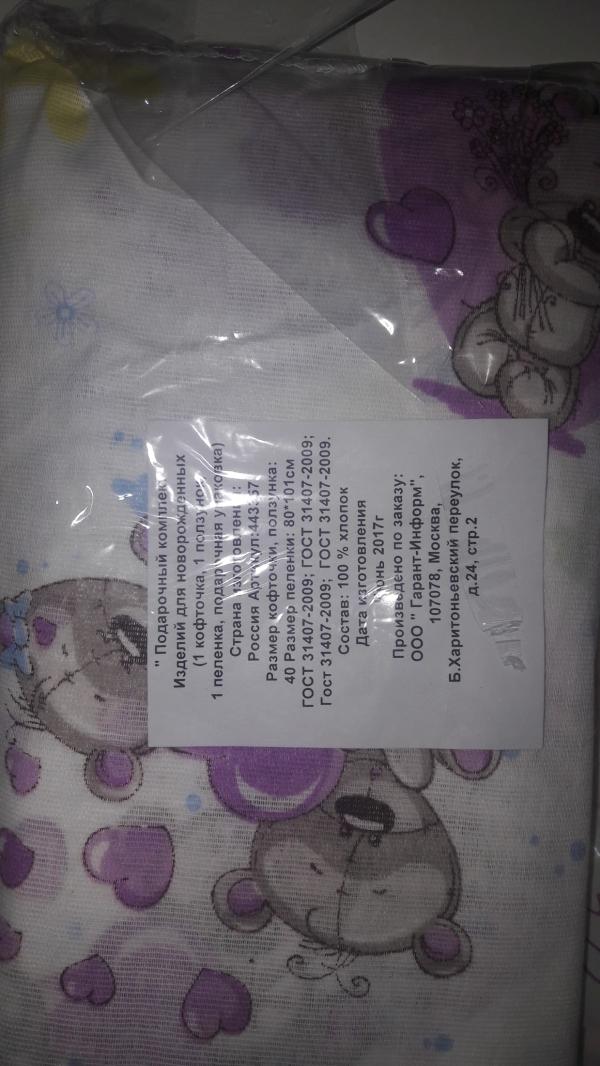 " Подарочный комплект
Изделий для новорожденных
(1 кофточка, 1 ползунок,
1 пеленка, подарочная упаковка)
Страна изготовления:
Россия Артикул:
Размер кофточки, ползунка:
40 Размер пеленки: 80*101см
ГОСТ 31407-2009; ГОСТ 31407-2009;
Гост 31407-2009; ГОСТ 31407-2009.
Состав: 100 % хлопок
Дата изготовления
2017г
Произведено по заказу:
ООО " Гарант-Информ",
107078, Москва,
Б.Харитоньевский переулок,
д.24, стр.2